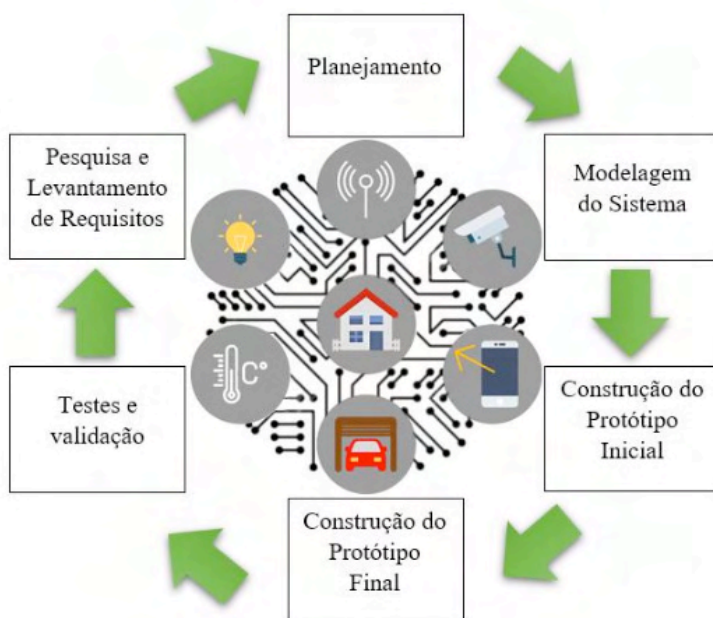 Planejamento
Pesquisa e
Levantamento
de Requisitos
Modelagem
do Sistema
C°
Testes e
validação
Construção do
Protótipo
Inicial
Construção do
Protótipo
Final